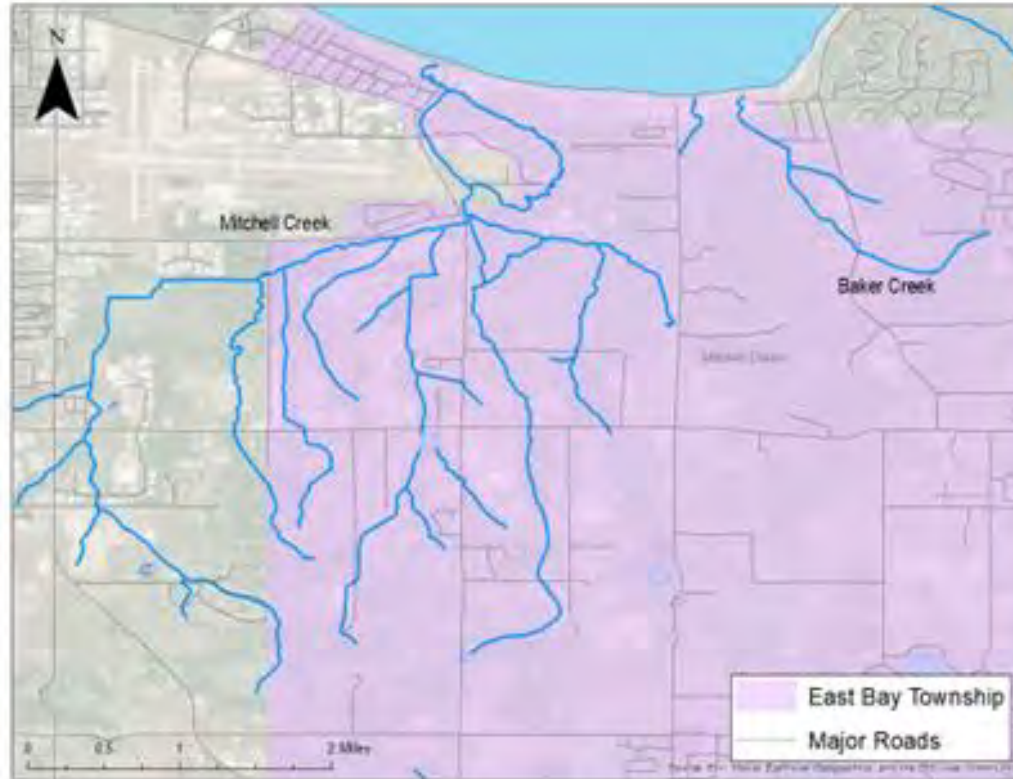 N
Mitchell Creek
Baker Creek
0 0.5 1 2 Miles
East Bay Township
Major Roads